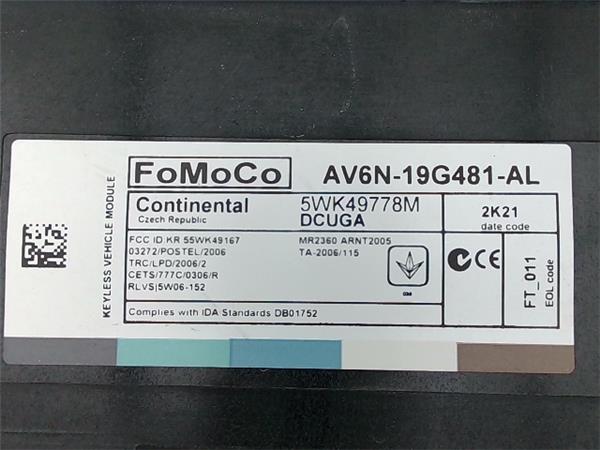 KEYLESS VEHICLE MODULE
FoMoCo
AV6N-19G481-AL
Continental
Czech Republic
5WK49778M
DCUGA
2K21
date code
FCC ID:KR 55WK49167
03272/POSTEL/2006
TRC/LPD/2006/2
CETS/777C/0306/R
RLVS|5W06-152
MR2360 ARNT2005
TA-2006/115
CE
FT_011
EOL code
Complies with IDA Standards DB01752